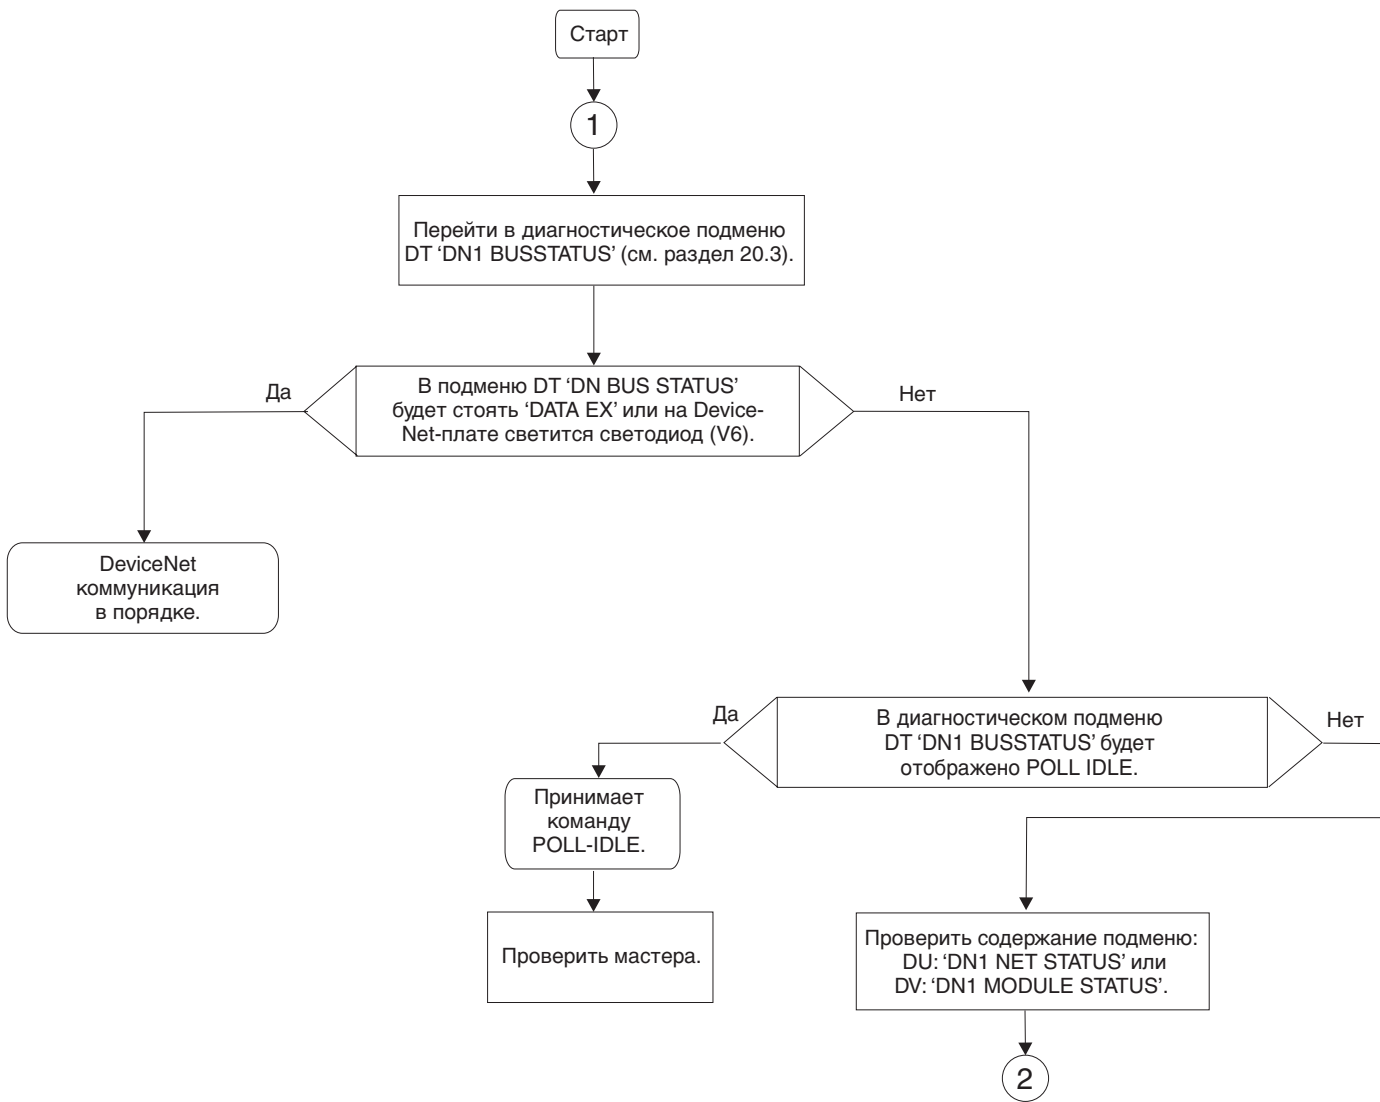 Старт
1
Перейти в диагностическое подменю
DT ‘DN1 BUSSTATUS’ (см. раздел 20.3).
Да
В подменю DT ‘DN BUS STATUS’
будет стоять ‘DATA EX’ или на Device-
Net-плате светится светодиод (V6).
Нет
DeviceNet
коммуникация
в порядке.
Да
В диагностическом подменю
DT ‘DN1 BUSSTATUS’ будет
отображено POLL IDLE.
Нет
Принимает
команду
POLL-IDLE.
Проверить мастера.
Проверить содержание подменю:
DU: ‘DN1 NET STATUS’ или
DV: ‘DN1 MODULE STATUS’.
2